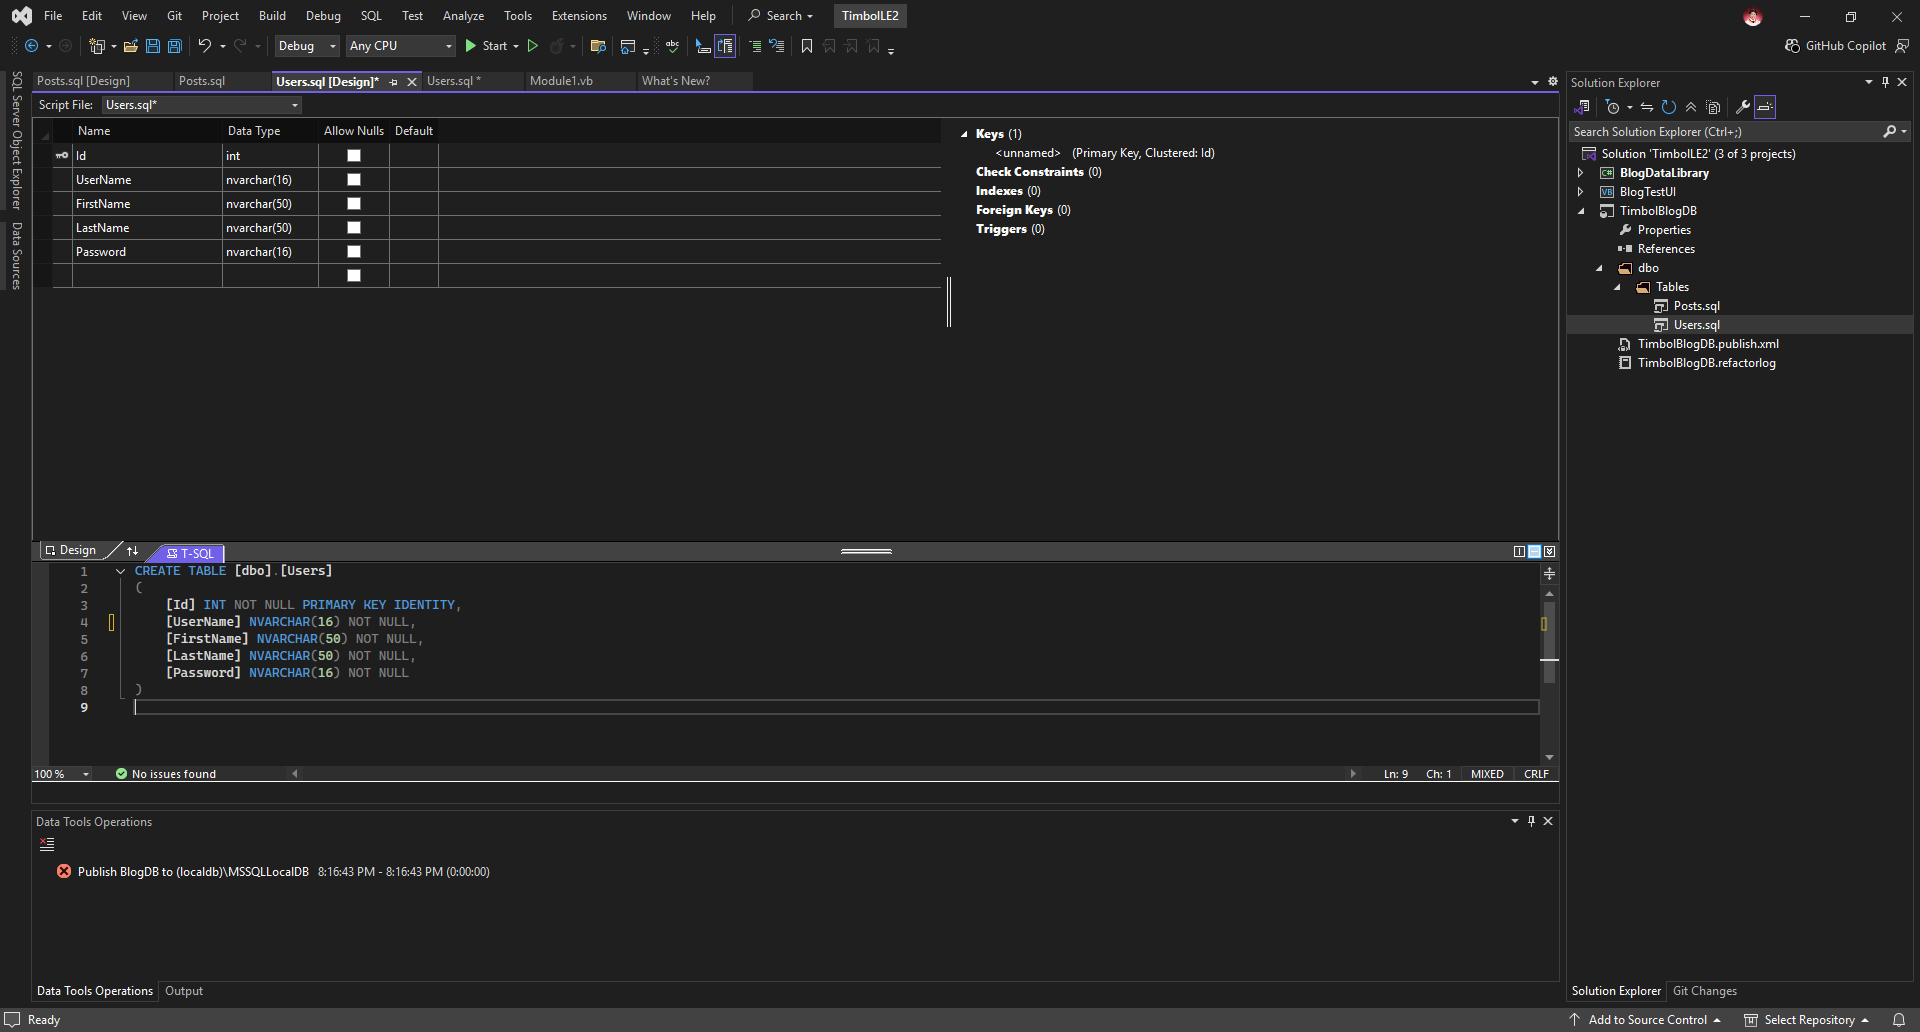 File Edit View Git Project Build Debug SQL Test Analyze Tools Extensions Window Help Search TimbolLE2
Debug Any CPU Start GitHub Copilot
Posts.sql [Design] Posts.sql Users.sql [Design]* Users.sql * Module1.vb What's New?
Script File: Users.sql*
Name Data Type Allow Nulls Default
Id int
UserName nvarchar(16)
FirstName nvarchar(50)
LastName nvarchar(50)
Password nvarchar(16)
Keys (1)
<unnamed> (Primary Key, Clustered: Id)
Check Constraints (0)
Indexes (0)
Foreign Keys (0)
Triggers (0)
SQL Server Object Explorer
Data Sources
Design T-SQL
1 CREATE TABLE [dbo].[Users]
2 (
3 [Id] INT NOT NULL PRIMARY KEY IDENTITY,
4 [UserName] NVARCHAR(16) NOT NULL,
5 [FirstName] NVARCHAR(50) NOT NULL,
6 [LastName] NVARCHAR(50) NOT NULL,
7 [Password] NVARCHAR(16) NOT NULL
8 )
9
100 % No issues found Ln: 9 Ch: 1 MIXED CRLF
Data Tools Operations
Publish BlogDB to (localdb)\MSSQLLocalDB 8:16:43 PM - 8:16:43 PM (0:00:00)
Data Tools Operations Output
Solution Explorer
Search Solution Explorer (Ctrl+;)
Solution 'TimbolLE2' (3 of 3 projects)
C# BlogDataLibrary
VB BlogTestUI
TimbolBlogDB
Properties
References
dbo
Tables
Posts.sql
Users.sql
TimbolBlogDB.publish.xml
TimbolBlogDB.refactorlog
Solution Explorer Git Changes
Ready Add to Source Control Select Repository